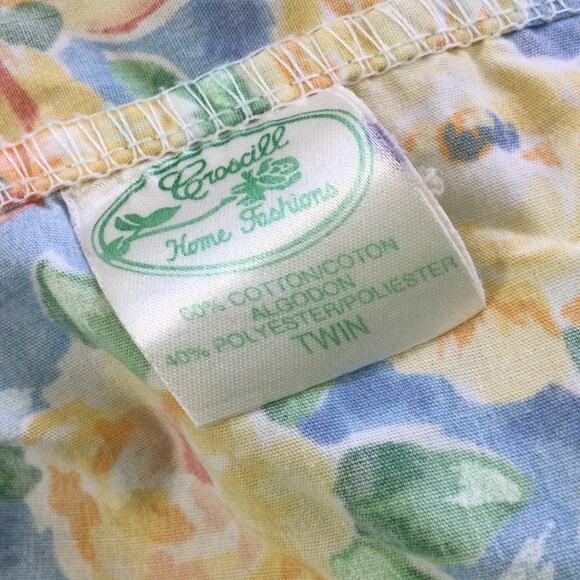 Croscill
Home Fashions
60% COTTON/COTON
ALGODON
40% POLYESTER/POLIESTER
TWIN